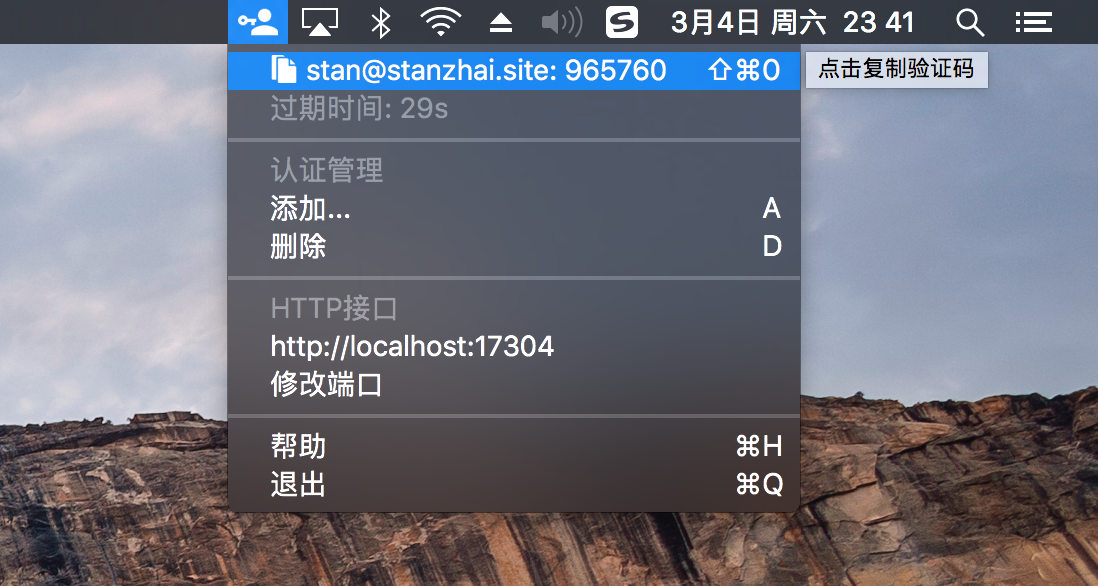 3月4日 周六 23 41
stan@stanzhai.site: 965760 ⇧⌘0
点击复制验证码
过期时间: 29s
认证管理
添加... A
删除 D
HTTP接口
http://localhost:17304
修改端口
帮助 ⌘H
退出 ⌘Q